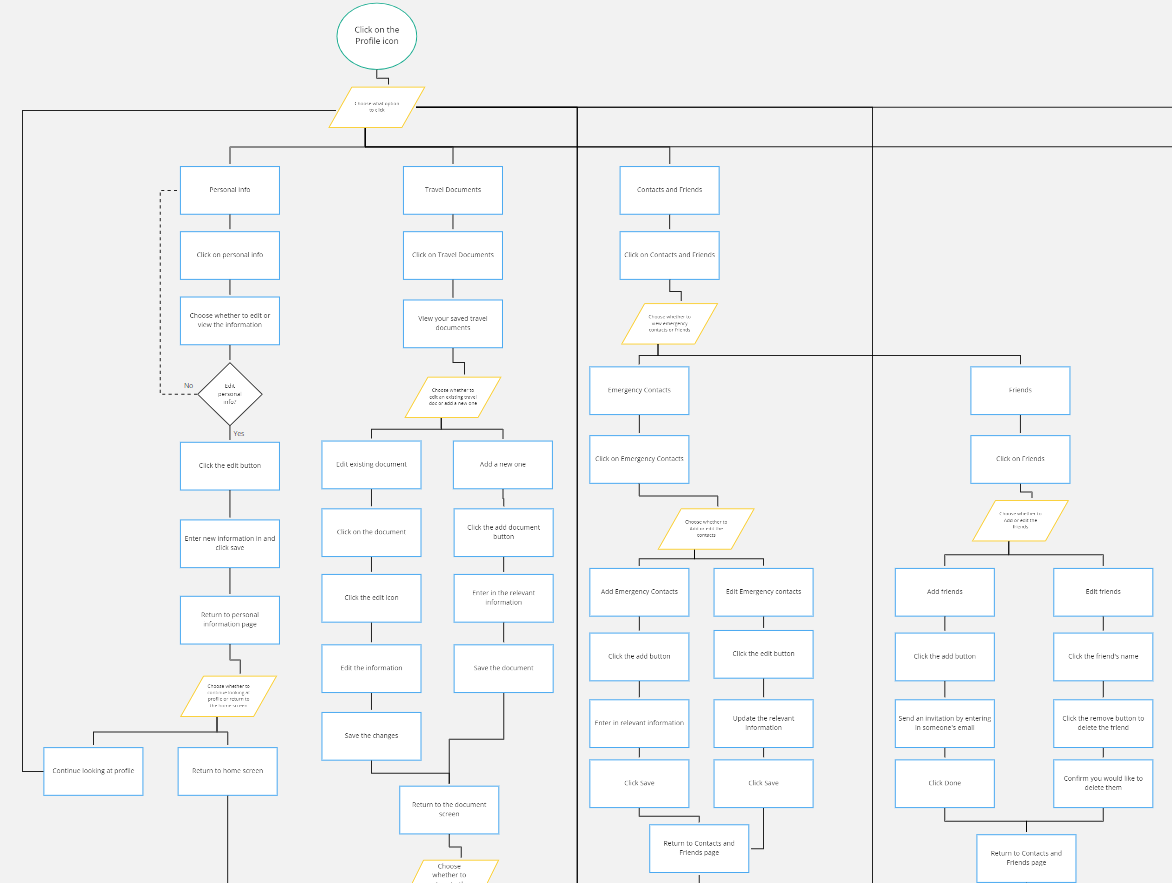 Click on the
Profile icon
Choose what option
to click
Personal info
Click on personal info
Choose whether to edit or
view the information
Edit
personal
info?
No
Yes
Click the edit button
Enter new information in and
click save
Return to personal
information page
Choose whether to
continue looking at
profile or return to
the home screen
Continue looking at profile
Return to home screen
Travel Documents
Click on Travel Documents
View your saved travel
documents
Choose whether to
edit an existing travel
doc or add a new one
Edit existing document
Click on the document
Click the edit icon
Edit the information
Save the changes
Add a new one
Click the add document
button
Enter in the relevant
information
Save the document
Return to the document
screen
Choose
whether to
Contacts and Friends
Click on Contacts and Friends
Choose whether to
view emergency
contacts or friends
Emergency Contacts
Click on Emergency Contacts
Choose whether to
Add or edit the
contacts
Add Emergency Contacts
Click the add button
Enter in relevant information
Click Save
Edit Emergency contacts
Click the edit button
Update the relevant
information
Click Save
Return to Contacts and
Friends page
Friends
Click on Friends
Choose whether to
Add or edit the
friends
Add friends
Click the add button
Send an invitation by entering
in someone's email
Click Done
Edit friends
Click the friend's name
Click the remove button to
delete the friend
Confirm you would like to
delete them
Return to Contacts and
Friends page